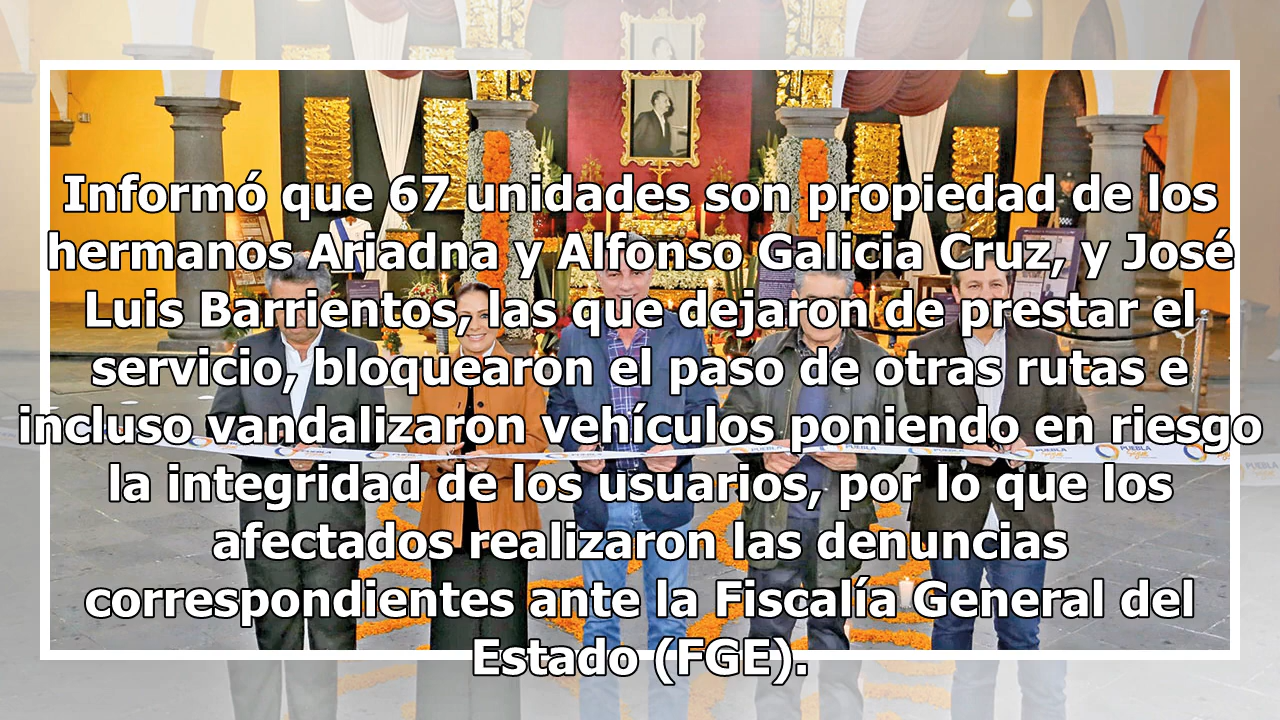 Informó que 67 unidades son propiedad de los
hermanos Ariadna y Alfonso Galicia Cruz, y José
Luis Barrientos, las que dejaron de prestar el
servicio, bloquearon el paso de otras rutas e
incluso vandalizaron vehículos poniendo en riesgo
la integridad de los usuarios, por lo que los
afectados realizaron las denuncias
correspondientes ante la Fiscalía General del
Estado (FGE).
PUEBLA
PUEBLA